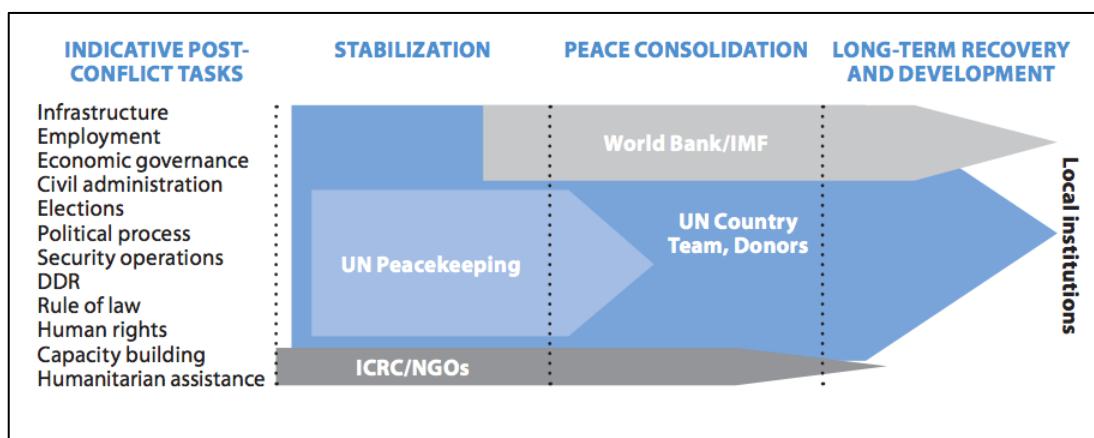 INDICATIVE POST-
CONFLICT TASKS
STABILIZATION
PEACE CONSOLIDATION
LONG-TERM RECOVERY
AND DEVELOPMENT
Infrastructure
Employment
Economic governance
Civil administration
Elections
Political process
Security operations
DDR
Rule of law
Human rights
Capacity building
Humanitarian assistance
World Bank/IMF
UN Country
Team, Donors
UN Peacekeeping
ICRC/NGOs
Local institutions